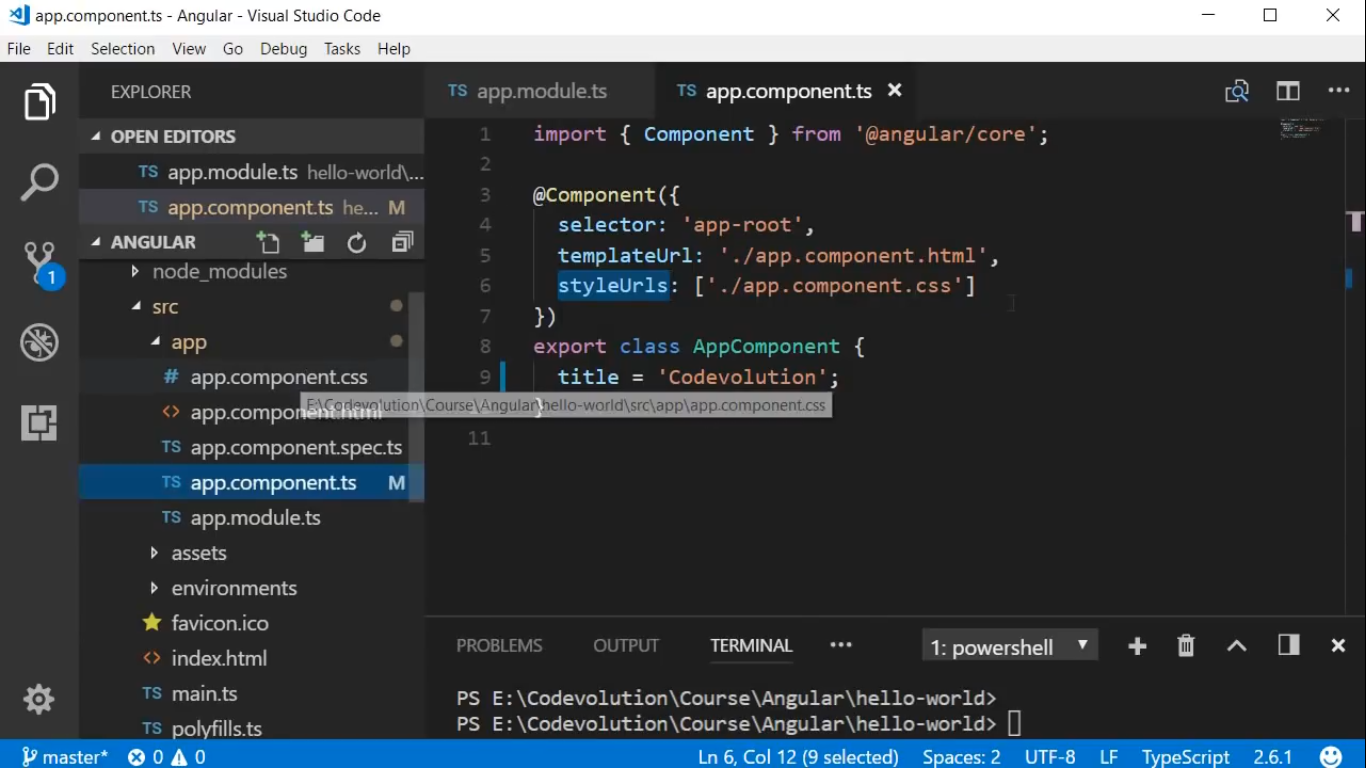 app.component.ts - Angular - Visual Studio Code
File Edit Selection View Go Debug Tasks Help
EXPLORER
OPEN EDITORS
TS app.module.ts hello-world\...
TS app.component.ts he... M
ANGULAR
node_modules
src
app
# app.component.css
<> app.component.html
TS app.component.spec.ts
TS app.component.ts M
TS app.module.ts
assets
environments
favicon.ico
<> index.html
TS main.ts
TS polyfills.ts
1
TS app.module.ts TS app.component.ts
1 import { Component } from '@angular/core';
2
3 @Component({
4 selector: 'app-root',
5 templateUrl: './app.component.html',
6 styleUrls: ['./app.component.css']
7 })
8 export class AppComponent {
9 title = 'Codevolution';
E:\Codevolution\Course\Angular\hello-world\src\app\app.component.css
}
11
PROBLEMS OUTPUT TERMINAL ••• 1: powershell
PS E:\Codevolution\Course\Angular\hello-world>
PS E:\Codevolution\Course\Angular\hello-world>
master* 0 0 Ln 6, Col 12 (9 selected) Spaces: 2 UTF-8 LF TypeScript 2.6.1